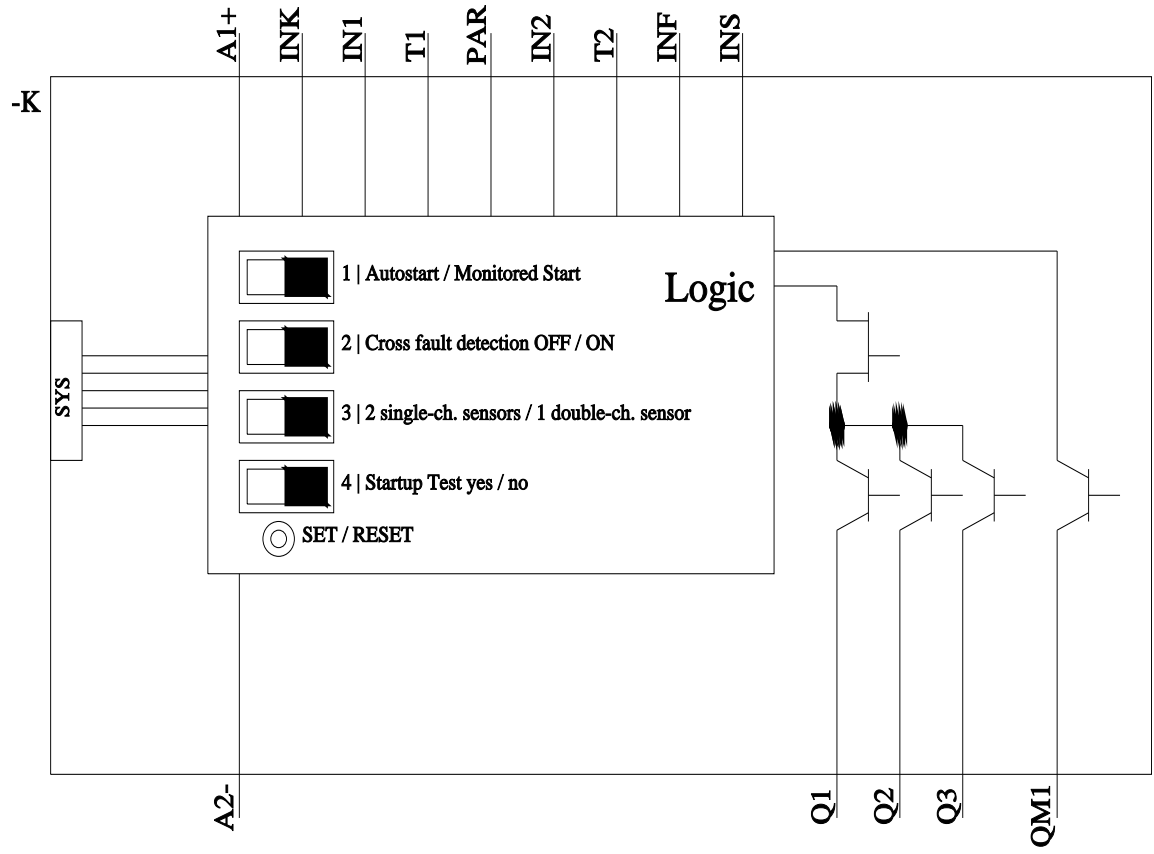 A1+
INK
IN1
T1
PAR
IN2
T2
INF
INS
-K
1 | Autostart / Monitored Start
Logic
2 | Cross fault detection OFF / ON
SYS
3 | 2 single-ch. sensors / 1 double-ch. sensor
4 | Startup Test yes / no
SET / RESET
A2-
Q1
Q2
Q3
QM1